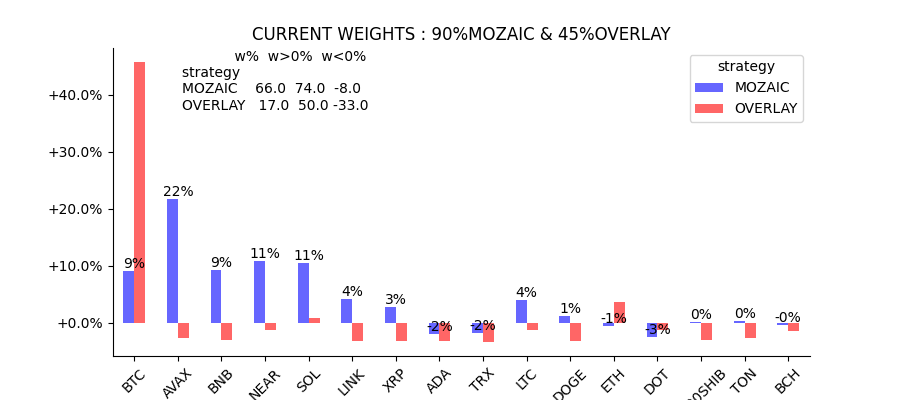 CURRENT WEIGHTS : 90%MOZAIC & 45%OVERLAY
w% w>0% w<0%
strategy
MOZAIC 66.0 74.0 -8.0
OVERLAY 17.0 50.0 -33.0
strategy
MOZAIC
OVERLAY
+40.0%
+30.0%
+20.0%
+10.0%
+0.0%
9% 22% 9% 11% 11% 4% 3% -2% -2% 4% 1% -1% -3% 0% 0% -0%
BTC AVAX BNB NEAR SOL LINK XRP ADA TRX LTC DOGE ETH DOT TON BCH